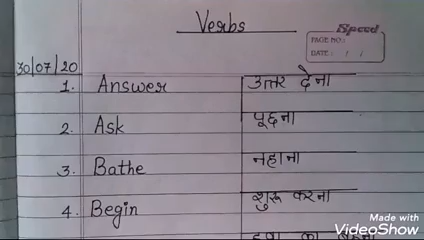 Verbs
Speed
PAGE NO.:
DATE: / /
30/07/20
1. Answer उत्तर देना
2. Ask पूछना
3. Bathe नहाना
4. Begin शुरू करना
Made with
VideoShow